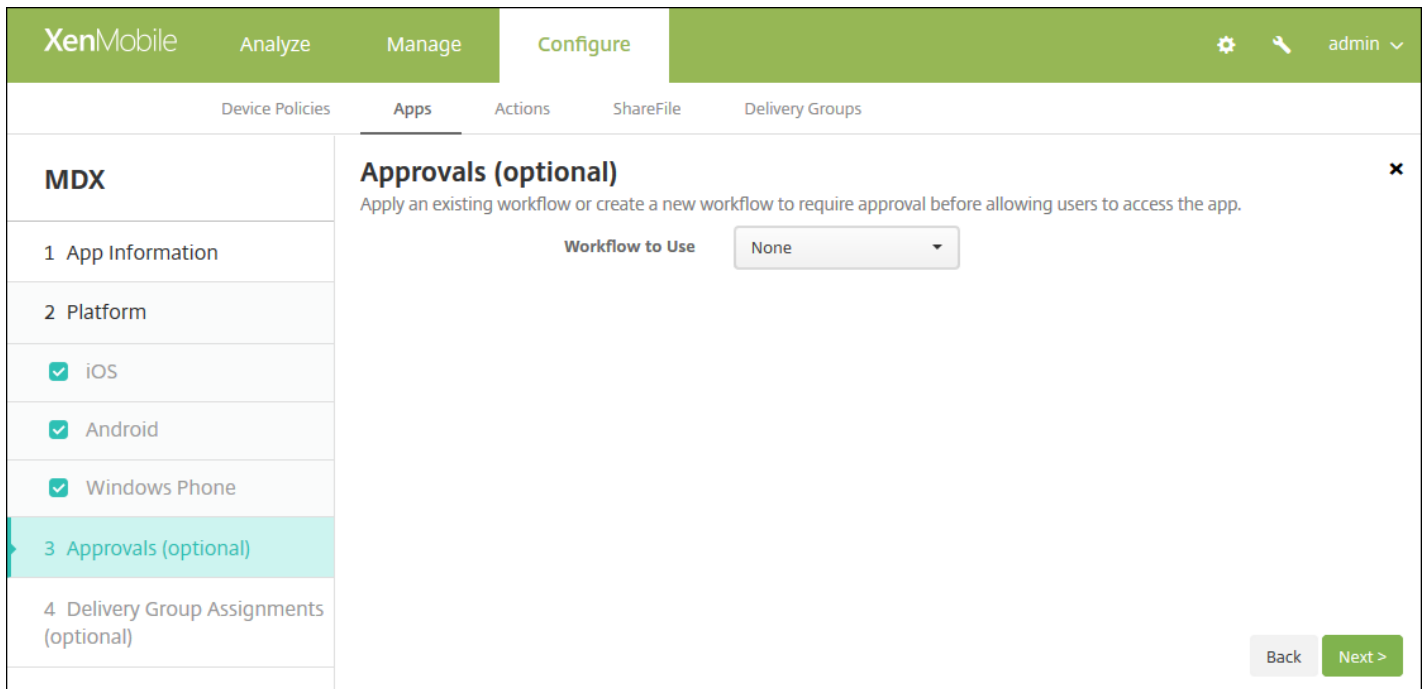 XenMobile Analyze Manage Configure admin
Device Policies Apps Actions ShareFile Delivery Groups
MDX
1 App Information
2 Platform
iOS
Android
Windows Phone
3 Approvals (optional)
4 Delivery Group Assignments
(optional)
Approvals (optional)
Apply an existing workflow or create a new workflow to require approval before allowing users to access the app.
Workflow to Use None
Back Next >